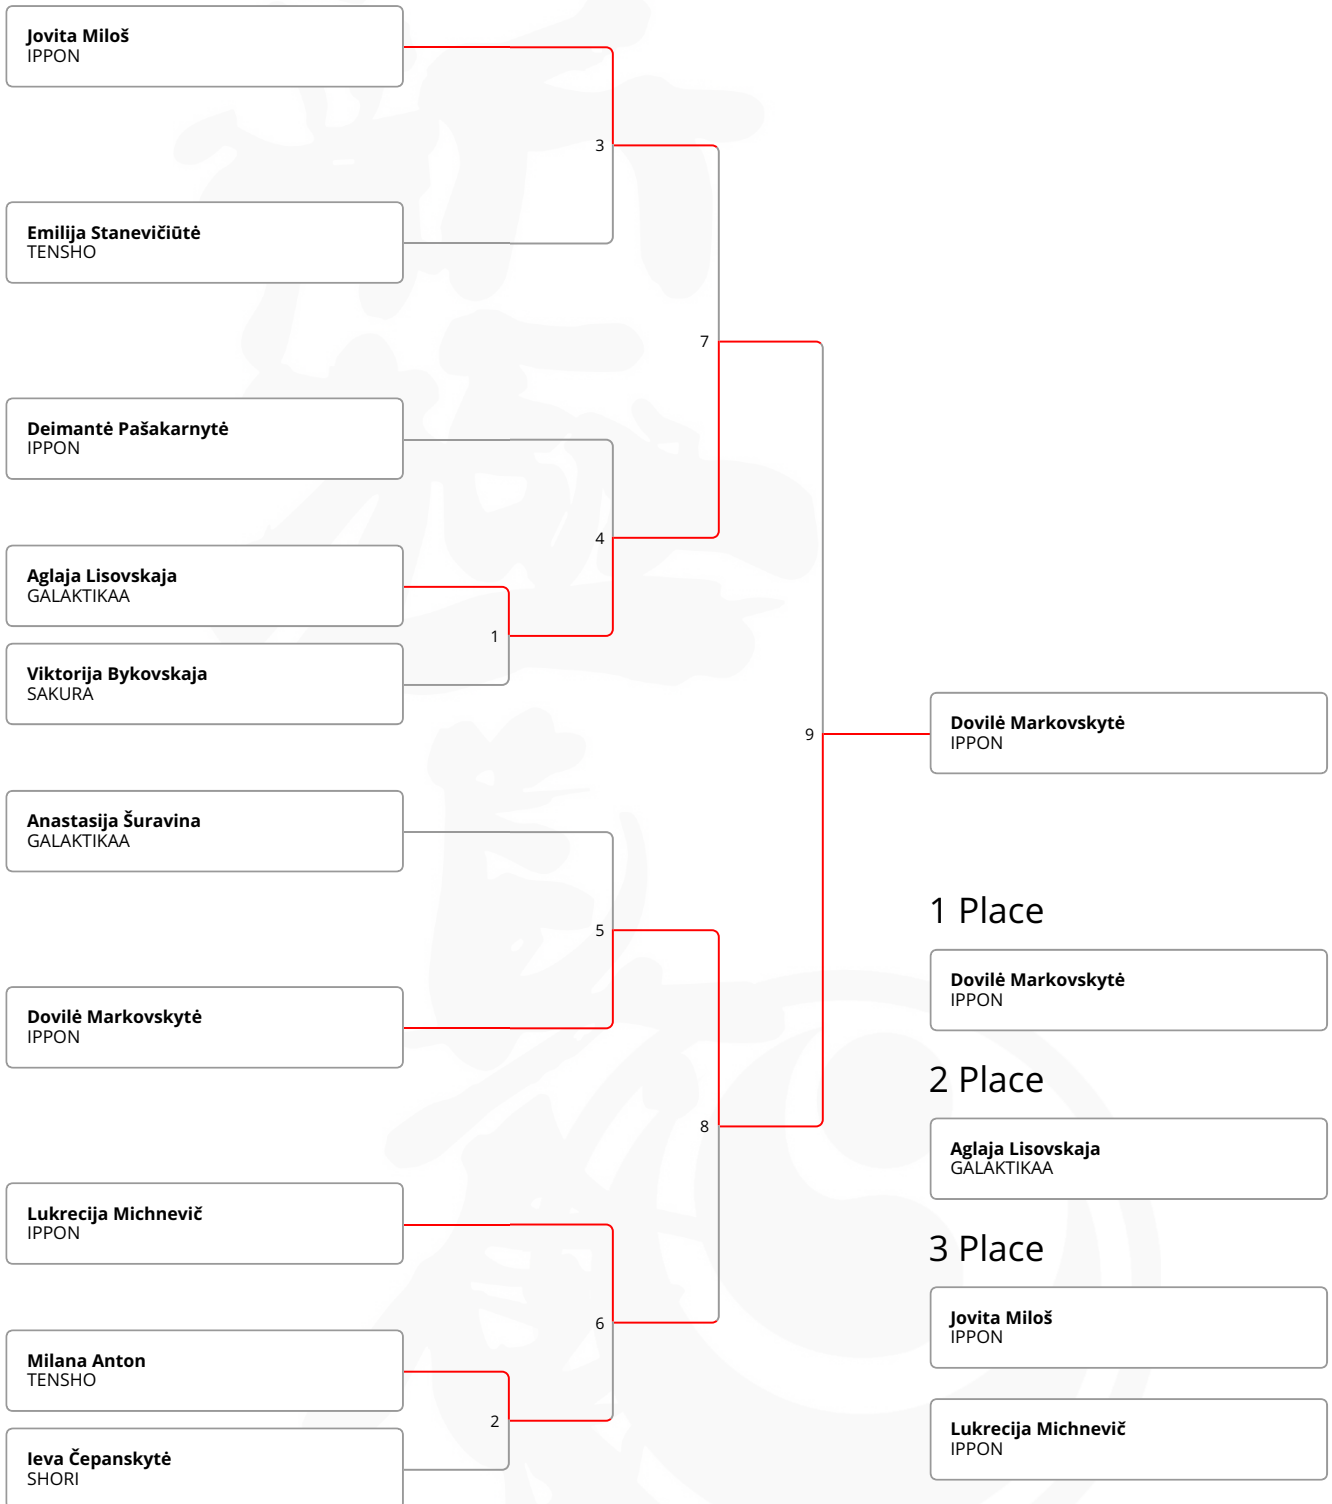 Jovita Miloš
IPPON
3
Emilija Stanevičiūtė
TENSHO
7
Deimantė Pašakarnytė
IPPON
4
Aglaja Lisovskaja
GALAKTIKAA
1
Viktorija Bykovskaja
SAKURA
9
Dovilė Markovskytė
IPPON
Anastasija Šuravina
GALAKTIKAA
5
Dovilė Markovskytė
IPPON
8
Lukrecija Michnevič
IPPON
6
Milana Anton
TENSHO
2
Ieva Čepanskytė
SHORI
1 Place
Dovilė Markovskytė
IPPON
2 Place
Aglaja Lisovskaja
GALAKTIKAA
3 Place
Jovita Miloš
IPPON
Lukrecija Michnevič
IPPON